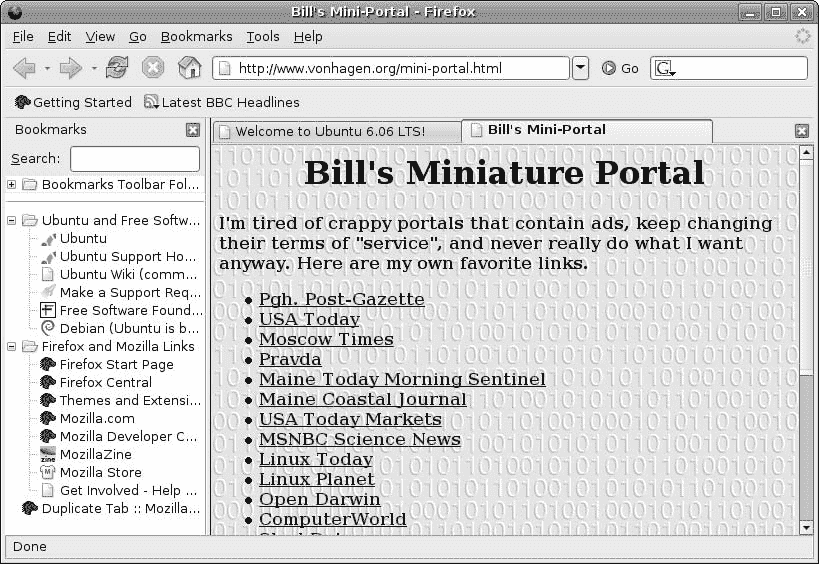 Bill's Mini-Portal - Firefox
File Edit View Go Bookmarks Tools Help
http://www.vonhagen.org/mini-portal.html Go G
Getting Started Latest BBC Headlines
Bookmarks
Search:
Bookmarks Toolbar Fol...
Ubuntu and Free Softw...
Ubuntu
Ubuntu Support Ho...
Ubuntu Wiki (comm...
Make a Support Req...
Free Software Found...
Debian (Ubuntu is b...
Firefox and Mozilla Links
Firefox Start Page
Firefox Central
Themes and Extensi...
Mozilla.com
Mozilla Developer C...
MozillaZine
Mozilla Store
Get Involved - Help ...
Duplicate Tab :: Mozilla...
Welcome to Ubuntu 6.06 LTS! Bill's Mini-Portal
Bill's Miniature Portal
I'm tired of crappy portals that contain ads, keep changing
their terms of "service", and never really do what I want
anyway. Here are my own favorite links.
Pgh. Post-Gazette
USA Today
Moscow Times
Pravda
Maine Today Morning Sentinel
Maine Coastal Journal
USA Today Markets
MSNBC Science News
Linux Today
Linux Planet
Open Darwin
ComputerWorld
Done